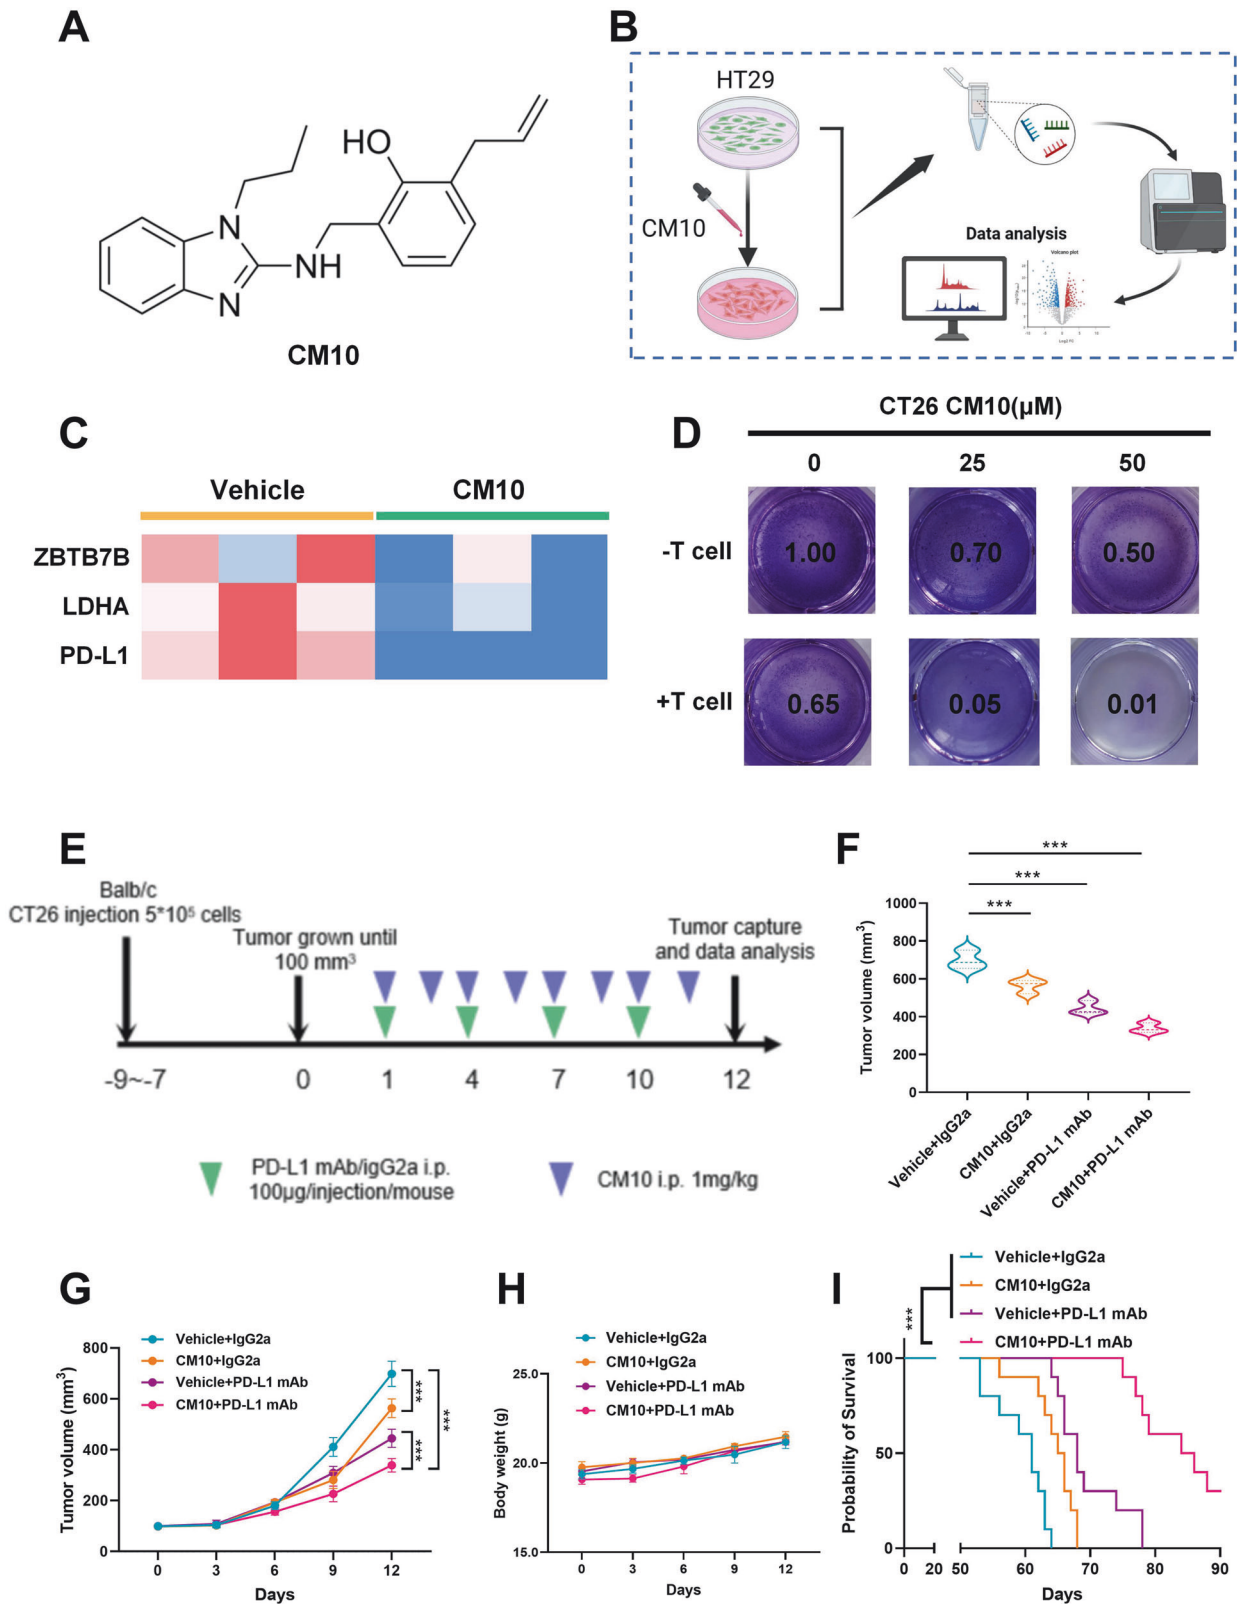 A
HO
N
NH
N
CM10
B
HT29
CM10
Data analysis
Volcano plot
C
Vehicle CM10
ZBTB7B
LDHA
PD-L1
D
CT26 CM10(μM)
0 25 50
-T cell 1.00 0.70 0.50
+T cell 0.65 0.05 0.01
E
Balb/c
CT26 injection 5*10⁵ cells
Tumor grown until
100 mm³
Tumor capture
and data analysis
-9~-7 0 1 4 7 10 12
PD-L1 mAb/igG2a i.p.
100μg/injection/mouse
CM10 i.p. 1mg/kg
F
***
***
***
Tumor volume (mm³)
1000
800
600
400
200
0
Vehicle+IgG2a
CM10+IgG2a
Vehicle+PD-L1 mAb
CM10+PD-L1 mAb
G
Vehicle+IgG2a
CM10+IgG2a
Vehicle+PD-L1 mAb
CM10+PD-L1 mAb
Tumor volume (mm³)
800
600
400
200
0
***
***
***
0 3 6 9 12
Days
H
Vehicle+IgG2a
CM10+IgG2a
Vehicle+PD-L1 mAb
CM10+PD-L1 mAb
Body weight (g)
25.0
20.0
15.0
0 3 6 9 12
Days
I
Vehicle+IgG2a
CM10+IgG2a
Vehicle+PD-L1 mAb
CM10+PD-L1 mAb
***
Probability of Survival
100
50
0
0 20 50 60 70 80 90
Days